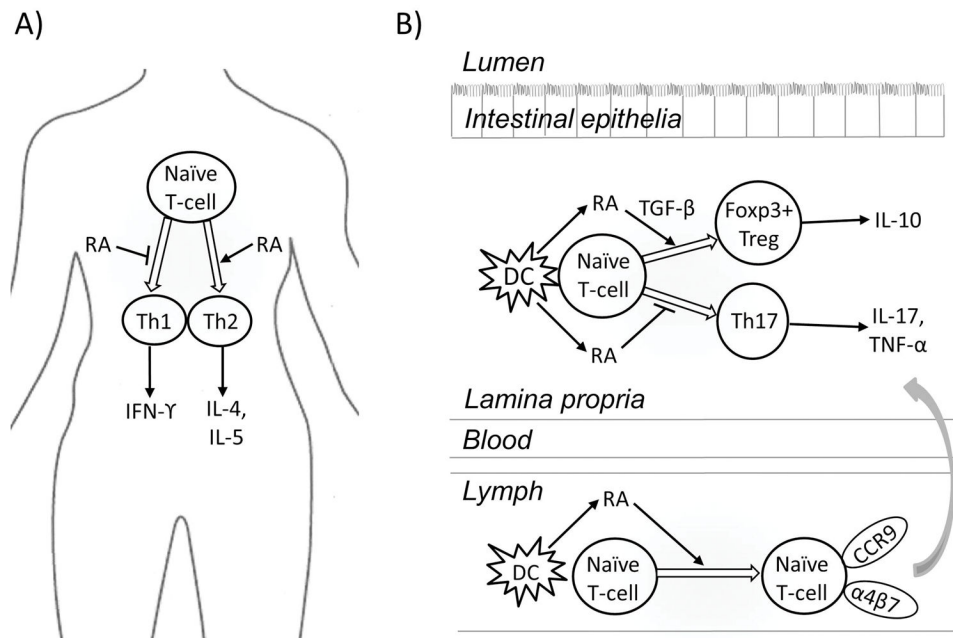 A)
Naïve
T-cell
RA
RA
Th1
Th2
IFN-ϒ
IL-4,
IL-5
B)
Lumen
Intestinal epithelia
RA
TGF-β
DC
Naïve
T-cell
Foxp3+
Treg
IL-10
RA
Th17
IL-17,
TNF-α
Lamina propria
Blood
Lymph
RA
DC
Naïve
T-cell
Naïve
T-cell
CCR9
α4β7